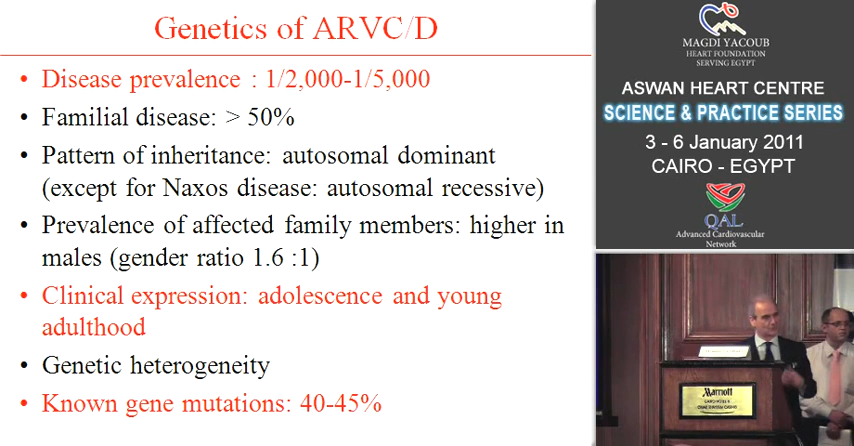 Genetics of ARVC/D
• Disease prevalence : 1/2,000-1/5,000
• Familial disease: > 50%
• Pattern of inheritance: autosomal dominant
(except for Naxos disease: autosomal recessive)
• Prevalence of affected family members: higher in
males (gender ratio 1.6 :1)
• Clinical expression: adolescence and young
adulthood
• Genetic heterogeneity
• Known gene mutations: 40-45%
MAGDI YACOUB
HEART FOUNDATION
SERVING EGYPT
ASWAN HEART CENTRE
SCIENCE & PRACTICE SERIES
3 - 6 January 2011
CAIRO - EGYPT
QAL
Advanced Cardiovascular
Network
Marriott